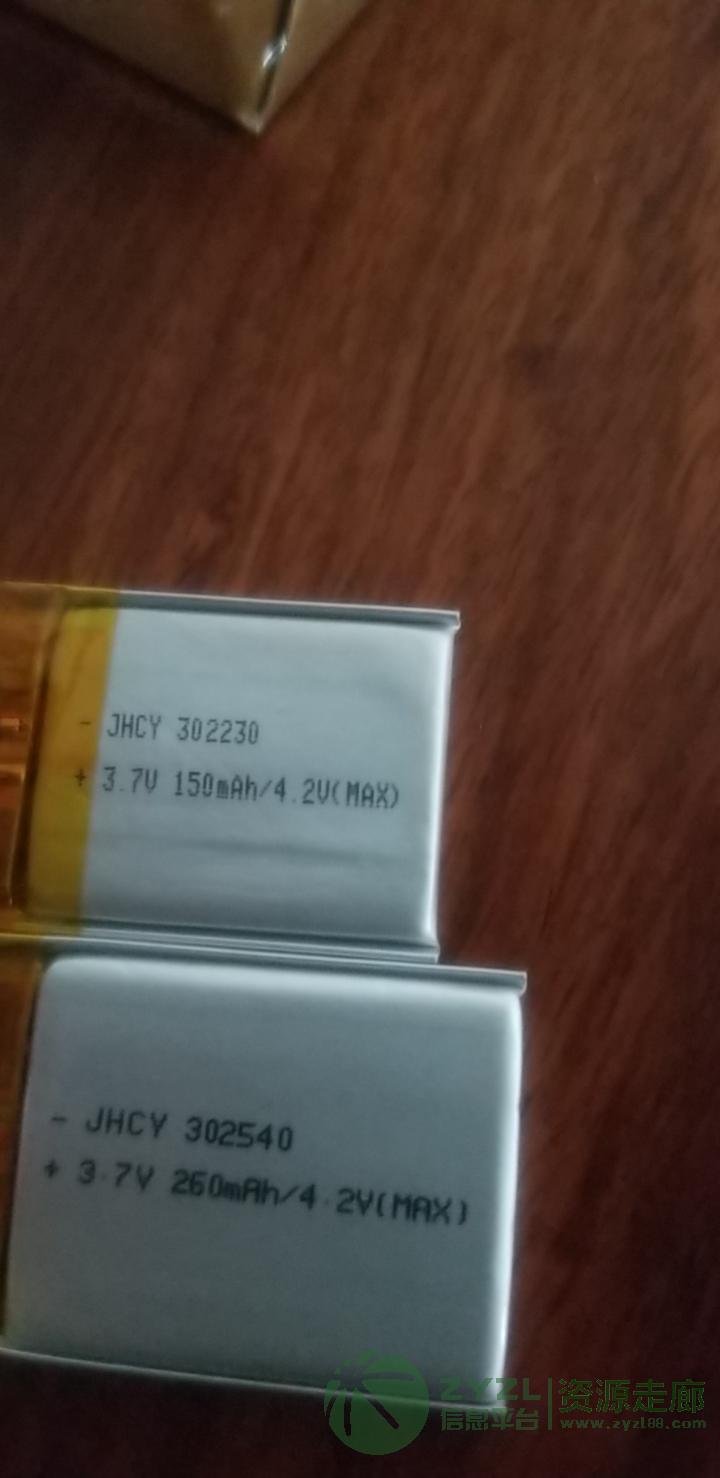 - JHCY 302230
+ 3.7V 150mAh/4.2V(MAX)
- JHCY 302540
+ 3.7V 260mAh/4.2V(MAX)
ZYZL
信息平台
资源走廊
www.zyzl88.com